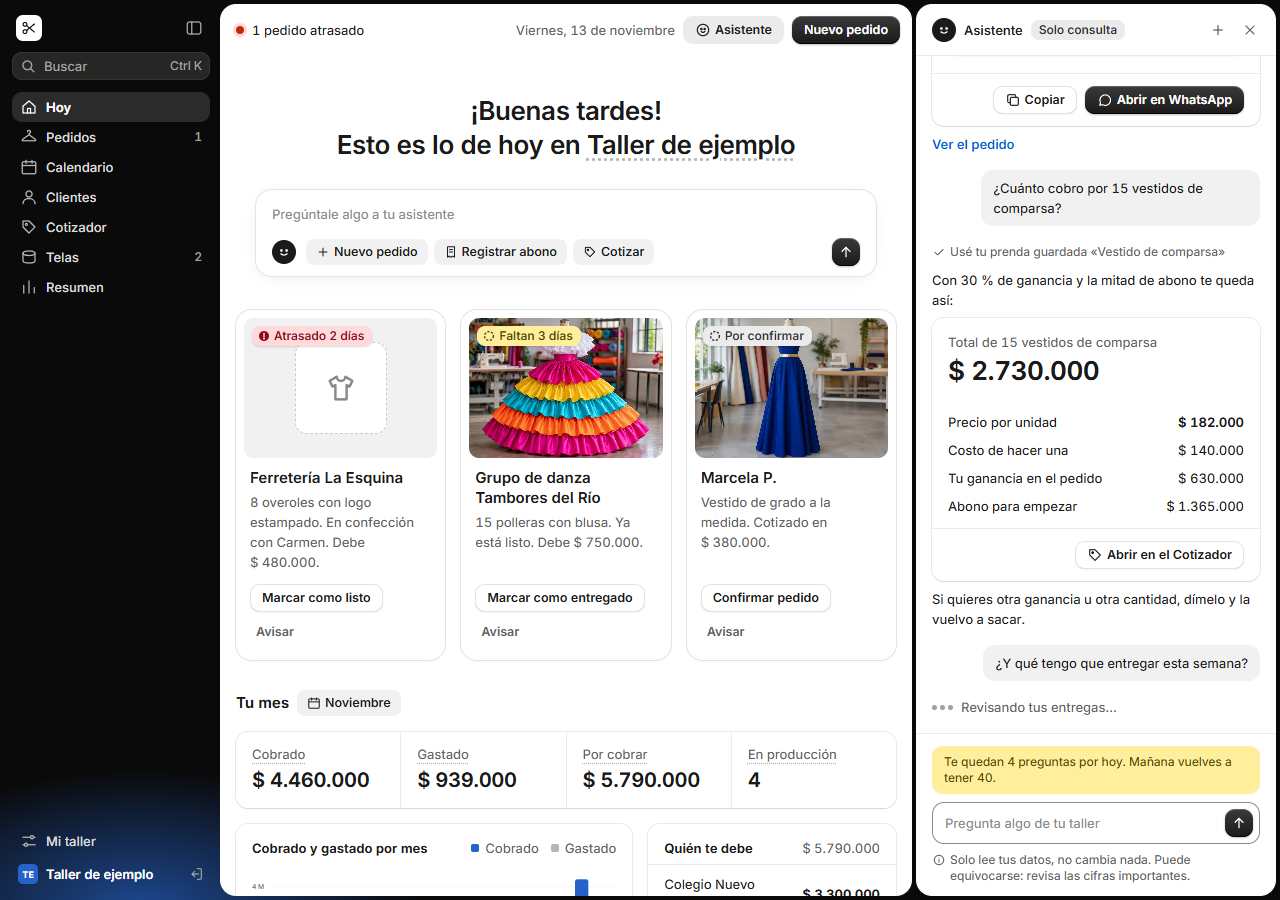 Buscar
Ctrl K
Hoy
Pedidos
1
Calendario
Clientes
Cotizador
Telas
2
Resumen
Mi taller
TE
Taller de ejemplo
1 pedido atrasado
Viernes, 13 de noviembre
Asistente
Nuevo pedido
¡Buenas tardes!
Esto es lo de hoy en Taller de ejemplo
Pregúntale algo a tu asistente
Nuevo pedido
Registrar abono
Cotizar
Atrasado 2 días
Ferretería La Esquina
8 overoles con logo
estampado. En confección
con Carmen. Debe
$ 480.000.
Marcar como listo
Avisar
Faltan 3 días
Grupo de danza
Tambores del Río
15 polleras con blusa. Ya
está listo. Debe $ 750.000.
Marcar como entregado
Avisar
Por confirmar
Marcela P.
Vestido de grado a la
medida. Cotizado en
$ 380.000.
Confirmar pedido
Avisar
Tu mes
Noviembre
Cobrado
$ 4.460.000
Gastado
$ 939.000
Por cobrar
$ 5.790.000
En producción
4
Cobrado y gastado por mes
Cobrado
Gastado
4 M
Quién te debe
$ 5.790.000
Colegio Nuevo
$ 3.300.000
Asistente
Solo consulta
Copiar
Abrir en WhatsApp
Ver el pedido
¿Cuánto cobro por 15 vestidos de
comparsa?
Usé tu prenda guardada «Vestido de comparsa»
Con 30 % de ganancia y la mitad de abono te queda
así:
Total de 15 vestidos de comparsa
$ 2.730.000
Precio por unidad
$ 182.000
Costo de hacer una
$ 140.000
Tu ganancia en el pedido
$ 630.000
Abono para empezar
$ 1.365.000
Abrir en el Cotizador
Si quieres otra ganancia u otra cantidad, dímelo y la
vuelvo a sacar.
¿Y qué tengo que entregar esta semana?
Revisando tus entregas...
Te quedan 4 preguntas por hoy. Mañana vuelves a
tener 40.
Pregunta algo de tu taller
Solo lee tus datos, no cambia nada. Puede
equivocarse: revisa las cifras importantes.